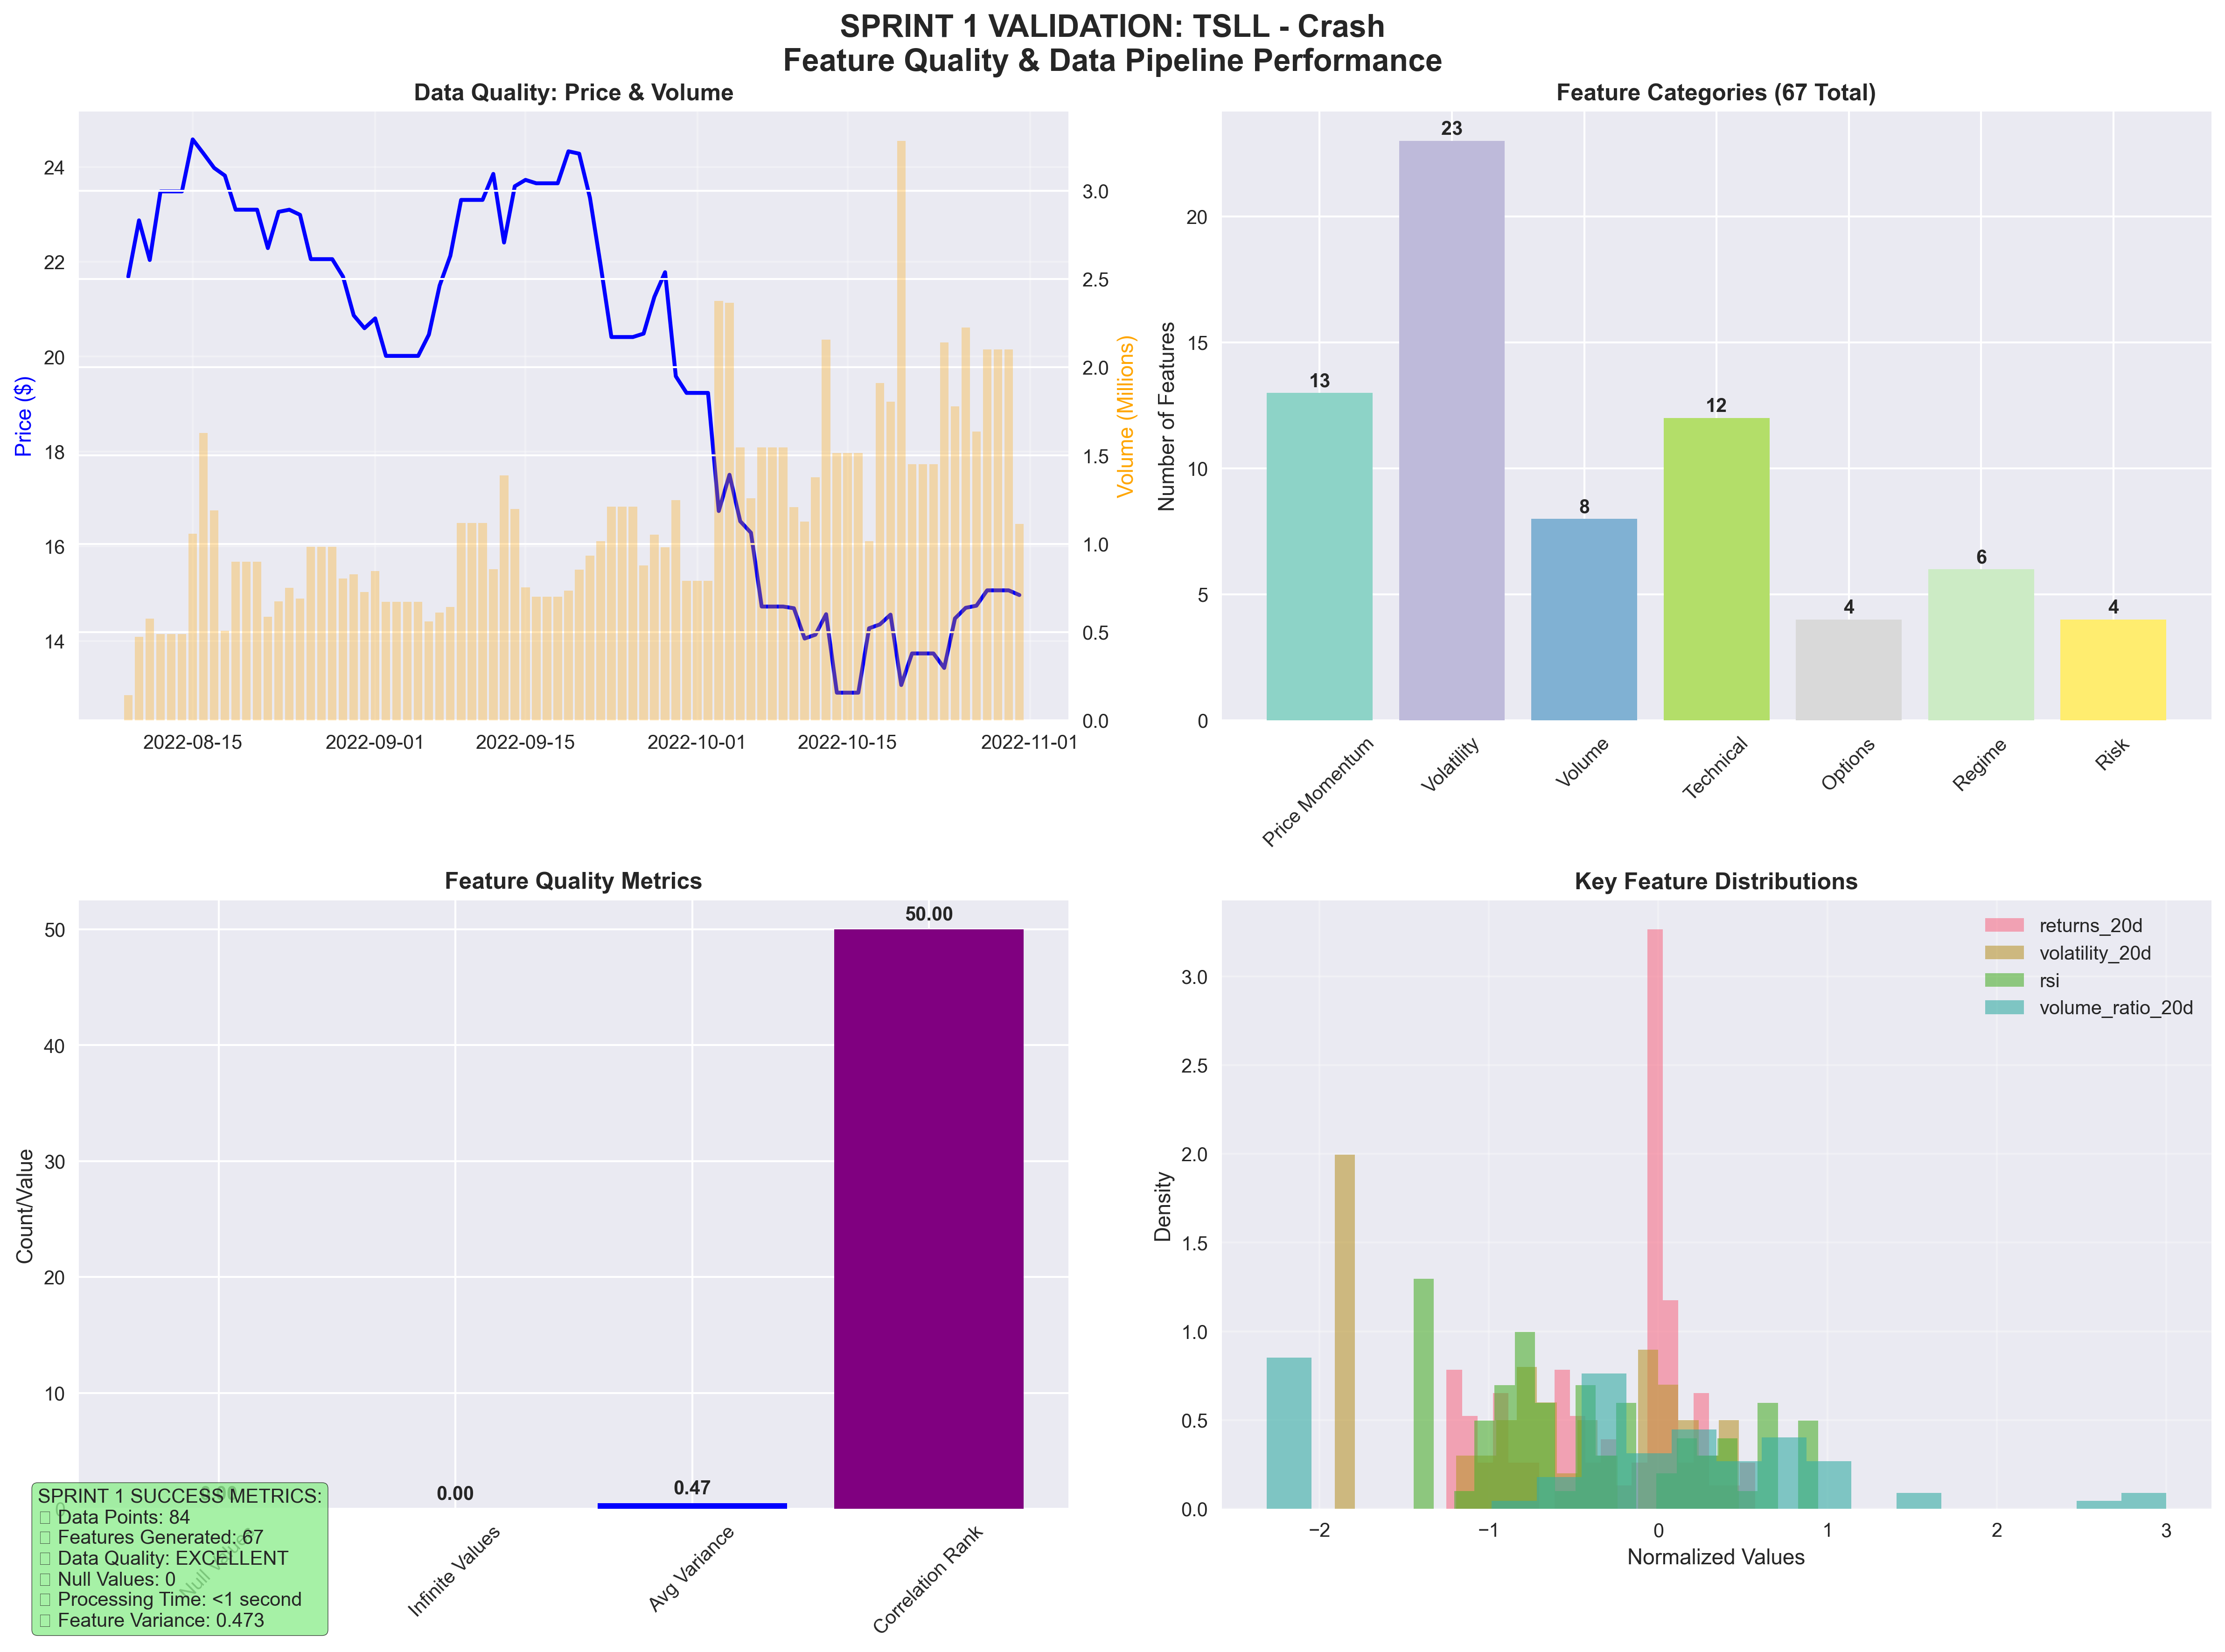 SPRINT 1 VALIDATION: TSLL - Crash
Feature Quality & Data Pipeline Performance
Data Quality: Price & Volume
Price ($)
24
22
20
18
16
14
Volume (Millions)
3.0
2.5
2.0
1.5
1.0
0.5
0.0
2022-08-15
2022-09-01
2022-09-15
2022-10-01
2022-10-15
2022-11-01
Feature Categories (67 Total)
Number of Features
20
15
10
5
0
13
23
8
12
4
6
4
Price Momentum
Volatility
Volume
Technical
Options
Regime
Risk
Feature Quality Metrics
Count/Value
50
40
30
20
10
0
0.00
0.00
0.47
50.00
Null Values
Infinite Values
Avg Variance
Correlation Rank
SPRINT 1 SUCCESS METRICS:
Data Points: 84
Features Generated: 67
Data Quality: EXCELLENT
Null Values: 0
Processing Time: <1 second
Feature Variance: 0.473
Key Feature Distributions
returns_20d
volatility_20d
rsi
volume_ratio_20d
Density
3.0
2.5
2.0
1.5
1.0
0.5
0.0
−2
−1
0
1
2
3
Normalized Values